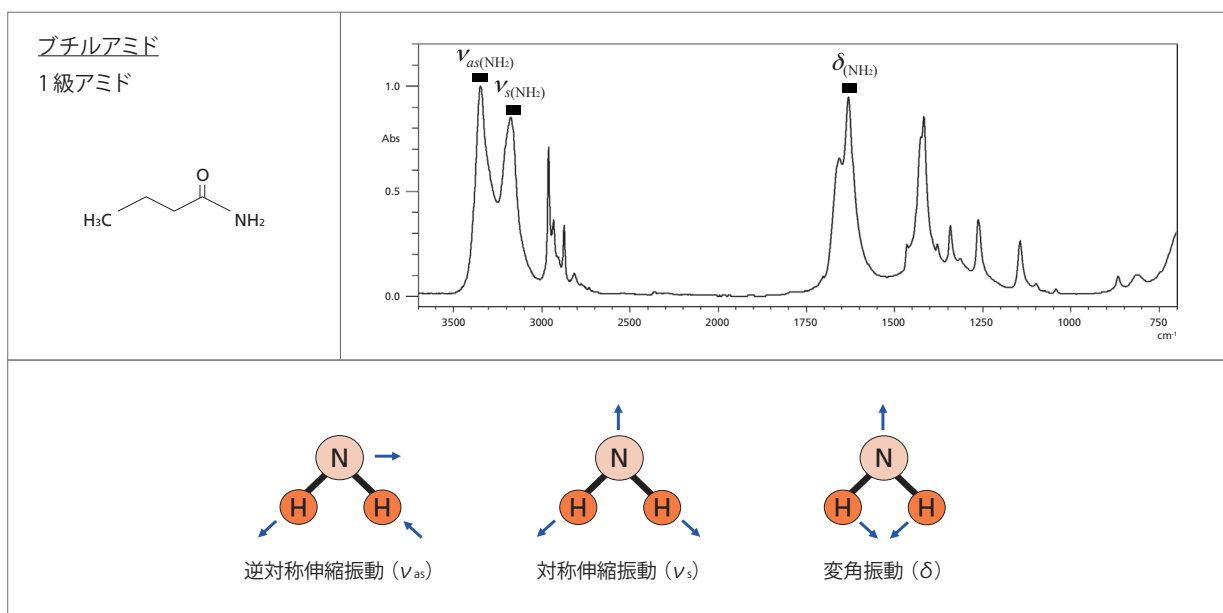 ブチルアミド
1級アミド
O
H₃C
NH₂
νas(NH₂)
νs(NH₂)
δ(NH₂)
1.0
Abs
0.5
0.0
3500 3000 2500 2000 1750 1500 1250 1000 750
cm⁻¹
N
H H
逆対称伸縮振動（νas）
N
H H
対称伸縮振動（νs）
N
H H
変角振動（δ）